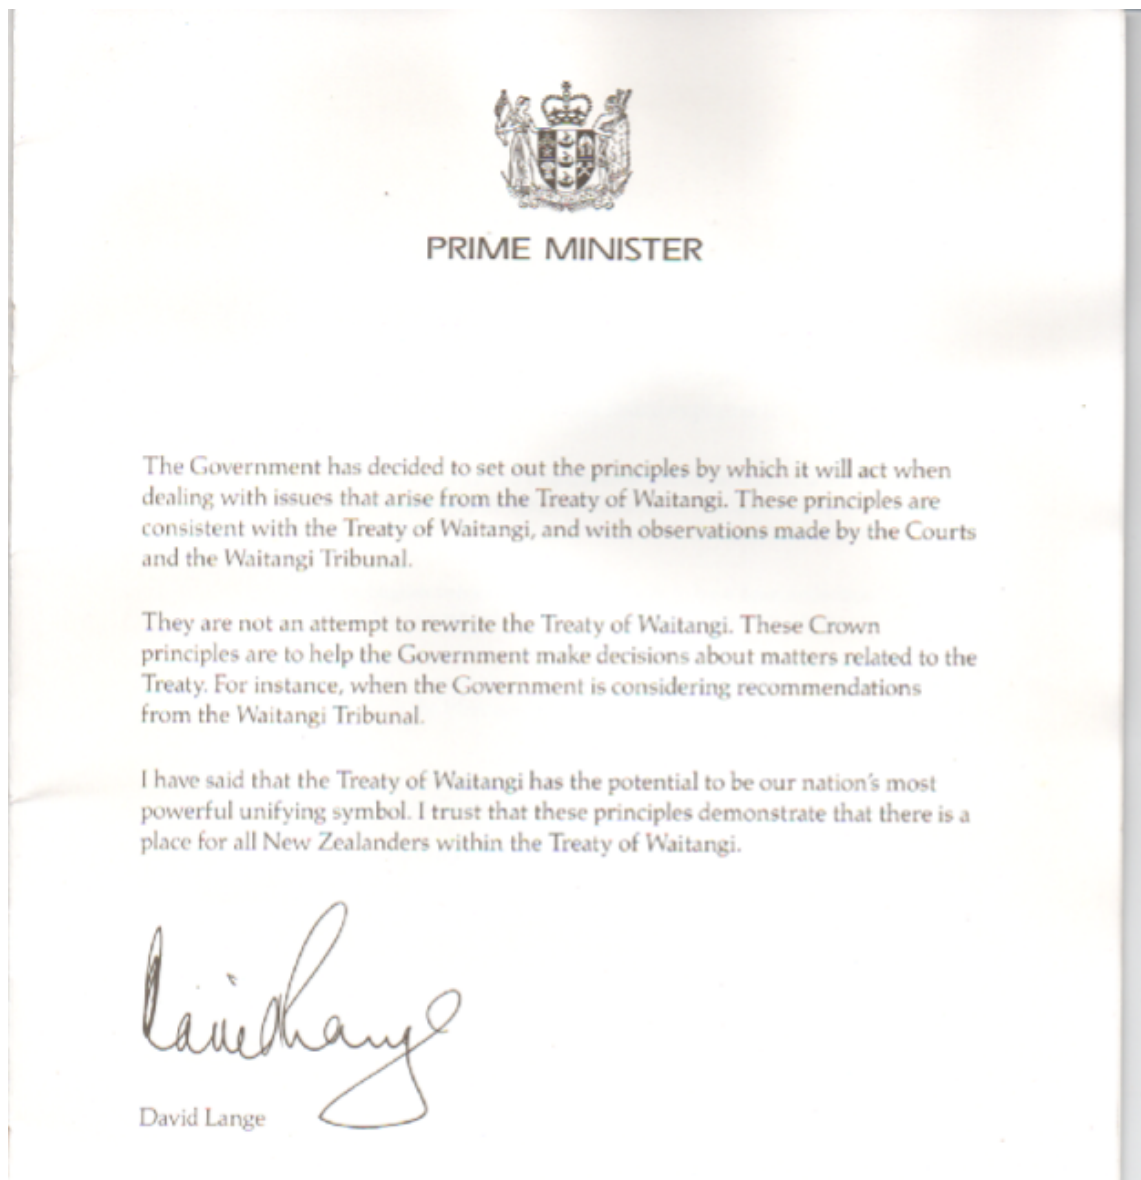 PRIME MINISTER
The Government has decided to set out the principles by which it will act when
dealing with issues that arise from the Treaty of Waitangi. These principles are
consistent with the Treaty of Waitangi, and with observations made by the Courts
and the Waitangi Tribunal.
They are not an attempt to rewrite the Treaty of Waitangi. These Crown
principles are to help the Government make decisions about matters related to the
Treaty. For instance, when the Government is considering recommendations
from the Waitangi Tribunal.
I have said that the Treaty of Waitangi has the potential to be our nation's most
powerful unifying symbol. I trust that these principles demonstrate that there is a
place for all New Zealanders within the Treaty of Waitangi.
David Lange
David Lange